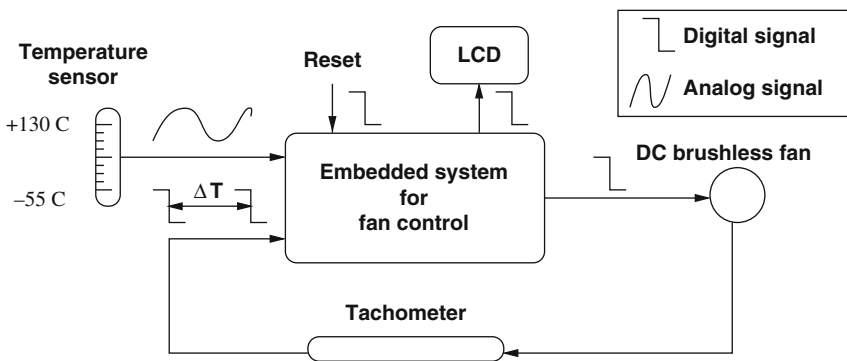 Temperature
sensor
+130 C
–55 C
Δ T
Reset
LCD
Embedded system
for
fan control
Digital signal
Analog signal
DC brushless fan
Tachometer